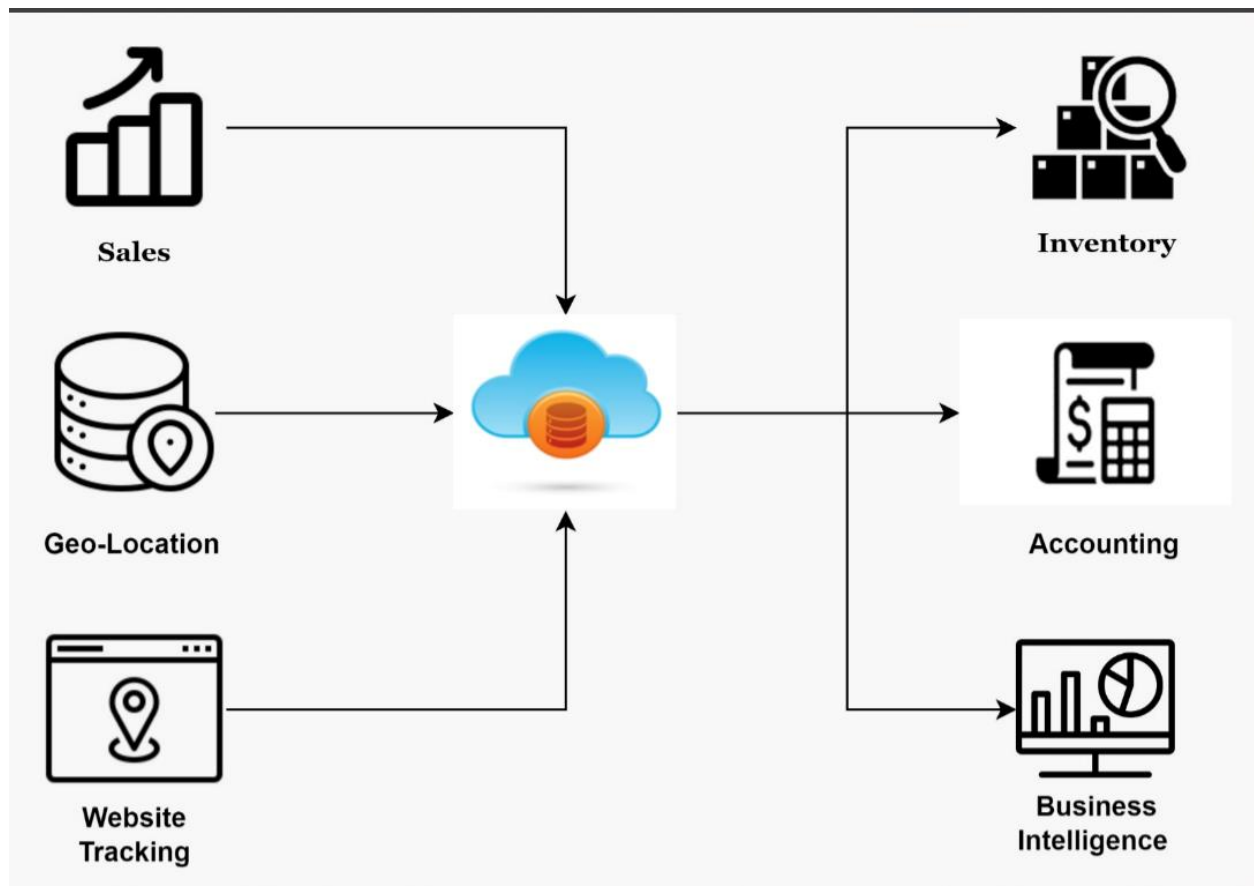 Sales
Inventory
Geo-Location
$
Accounting
Website
Tracking
Business
Intelligence